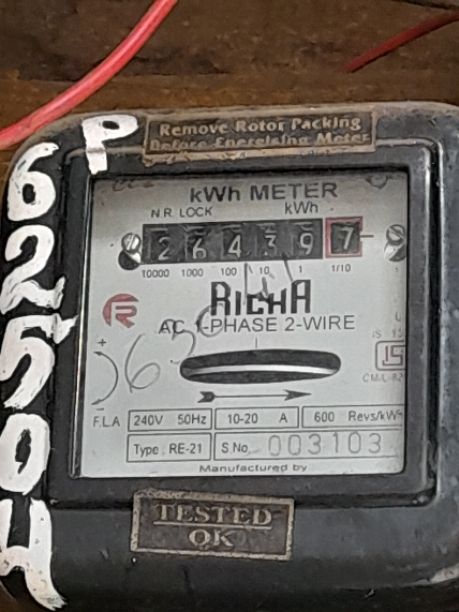 P
62504
Remove Rotor Packing
Before Energising Meter
kWh METER
N.R. LOCK kWh
2 6 4 3 9 7
10000 1000 100 10 1 1/10
RICHA
AC 1-PHASE 2-WIRE
F.L.A 240V 50Hz 10-20 A 600 Revs/kWh
Type RE-21 S.No. 003103
Manufactured by
TESTED
OK